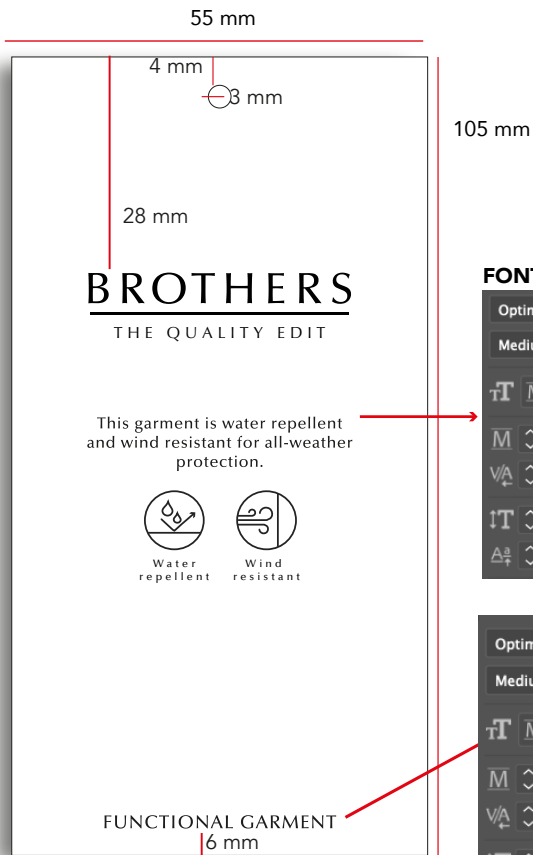 55 mm
4 mm
3 mm
105 mm
28 mm
BROTHERS
THE QUALITY EDIT
This garment is water repellent
and wind resistant for all-weather
protection.
Water
repellent
Wind
resistant
FUNCTIONAL GARMENT
6 mm